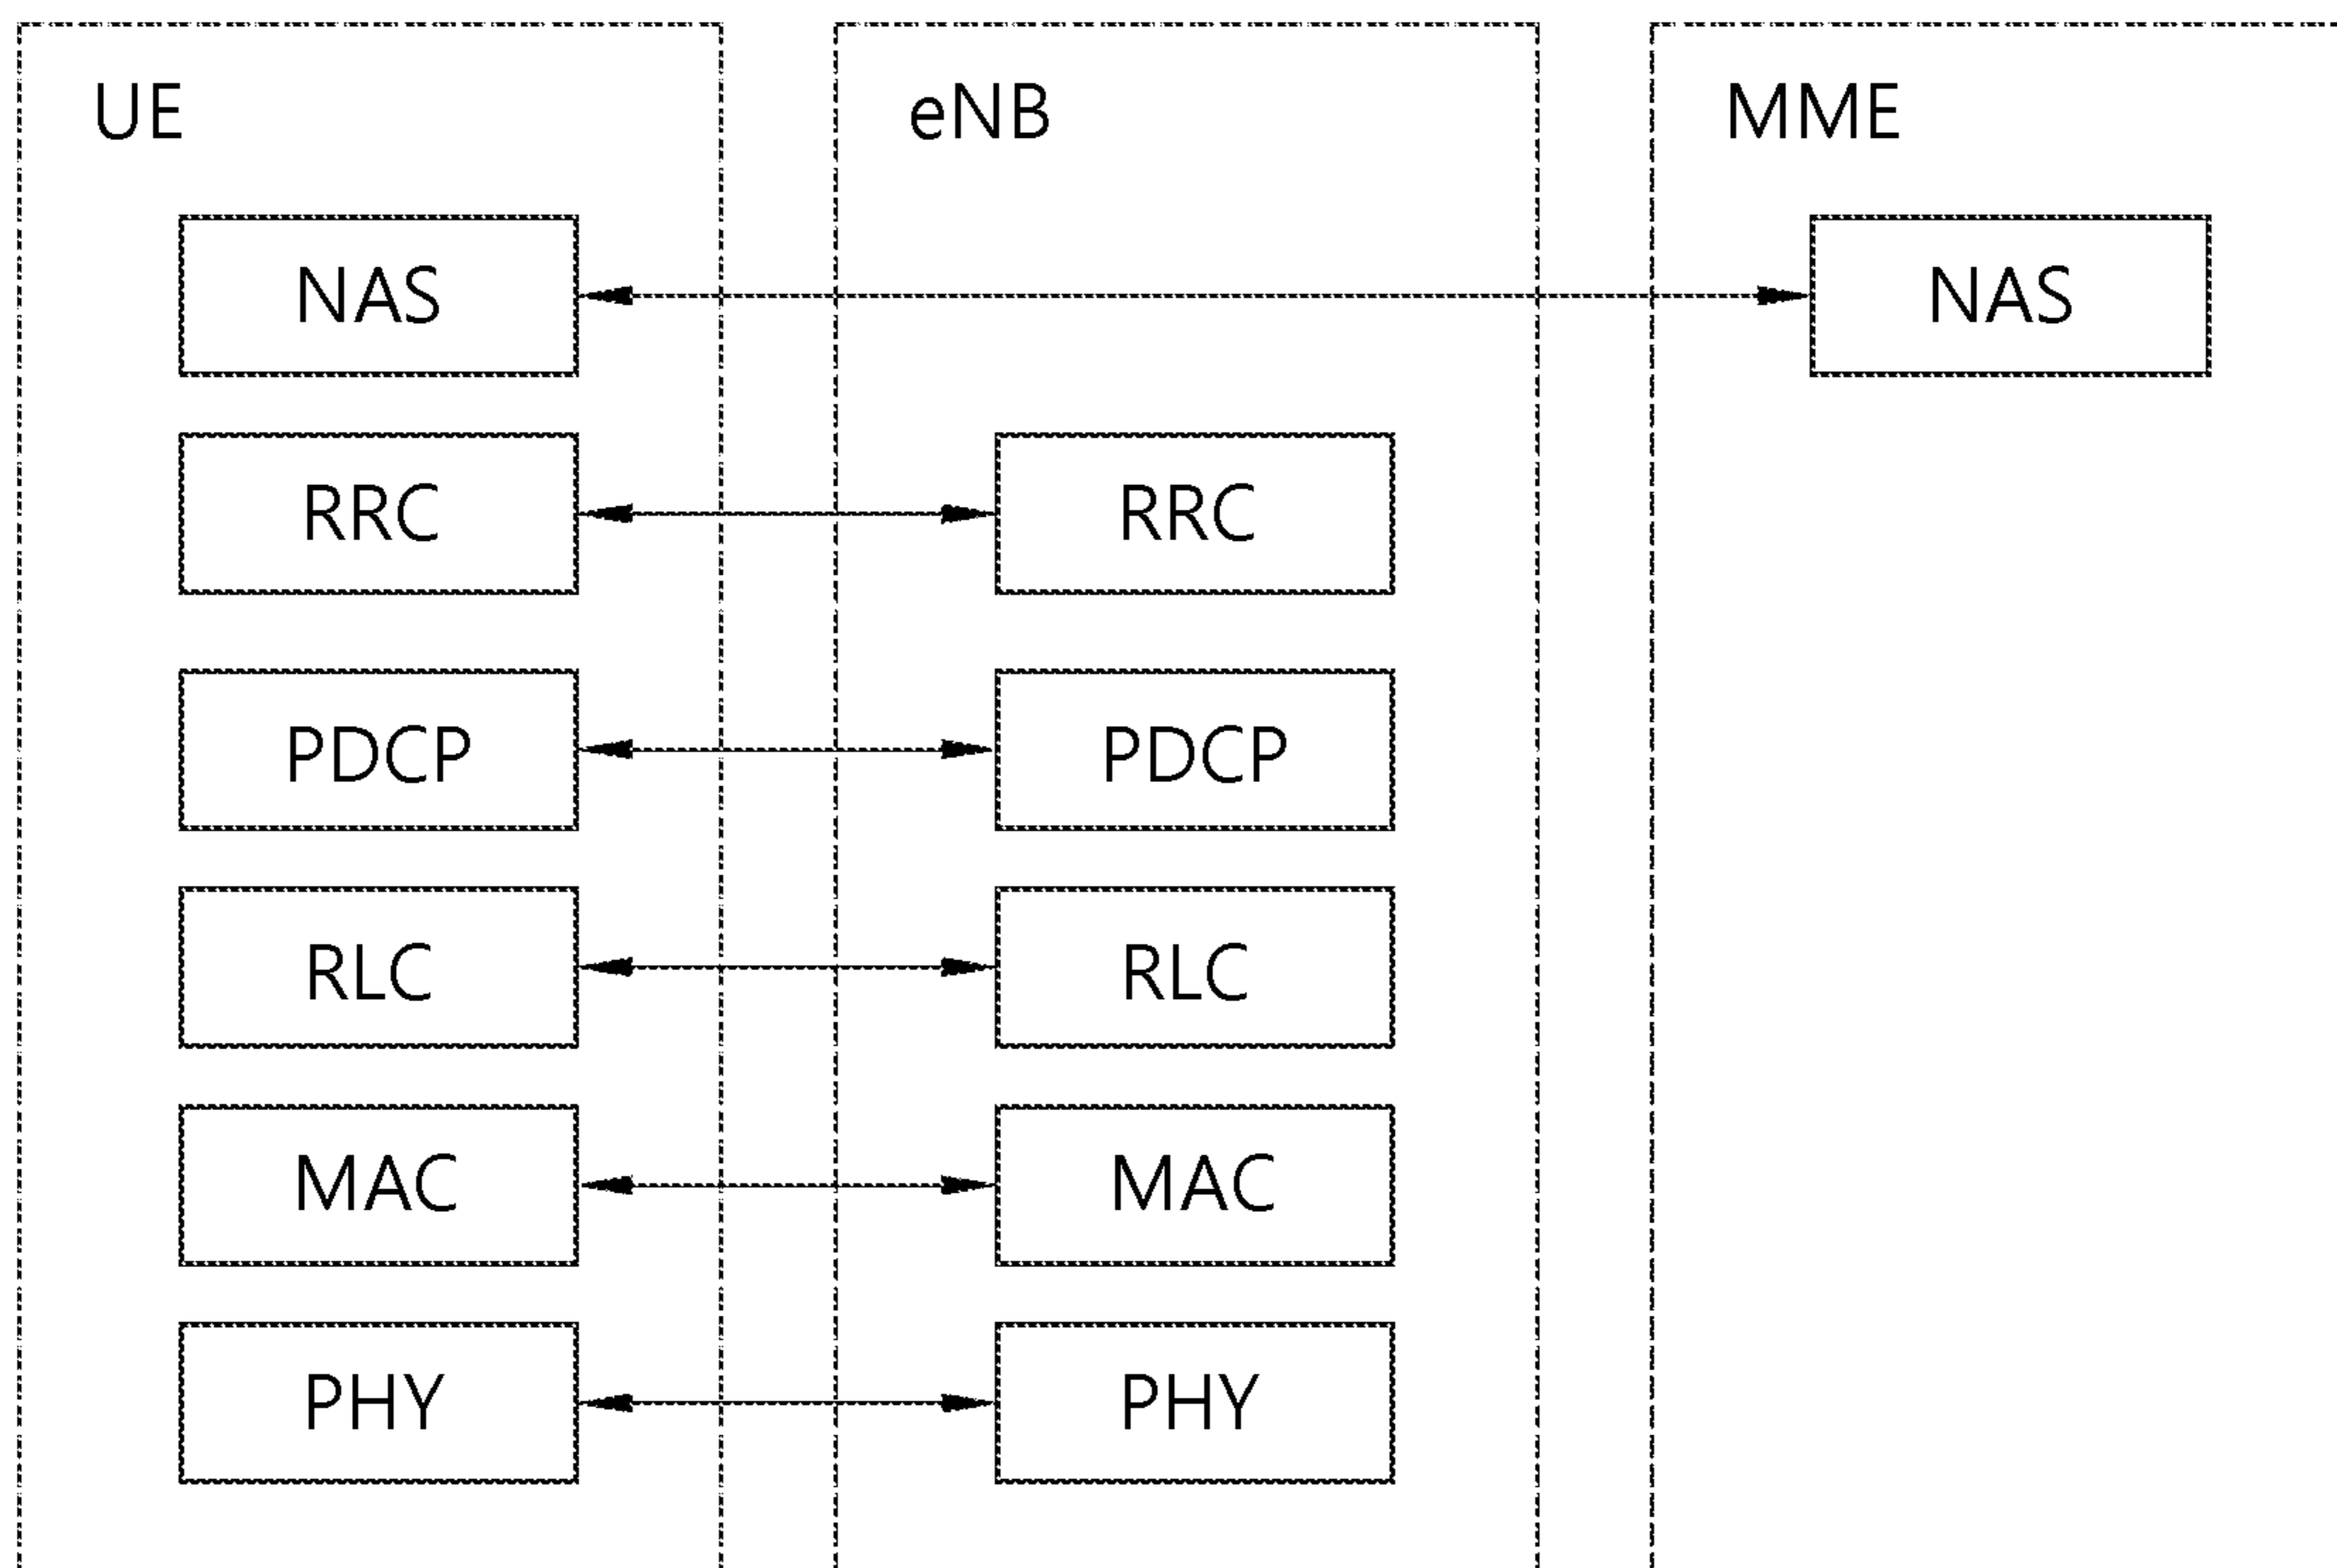 UE eNB MME
NAS NAS
RRC RRC
PDCP PDCP
RLC RLC
MAC MAC
PHY PHY